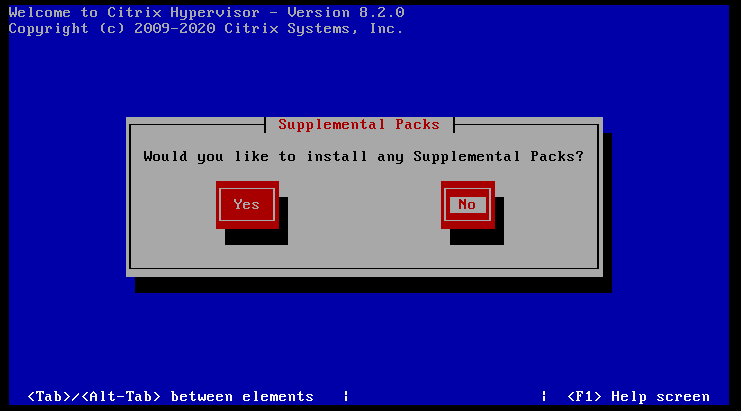 Welcome to Citrix Hypervisor - Version 8.2.0
Copyright (c) 2009-2020 Citrix Systems, Inc.
Supplemental Packs
Would you like to install any Supplemental Packs?
Yes No
<Tab>/<Alt-Tab> between elements | | <F1> Help screen